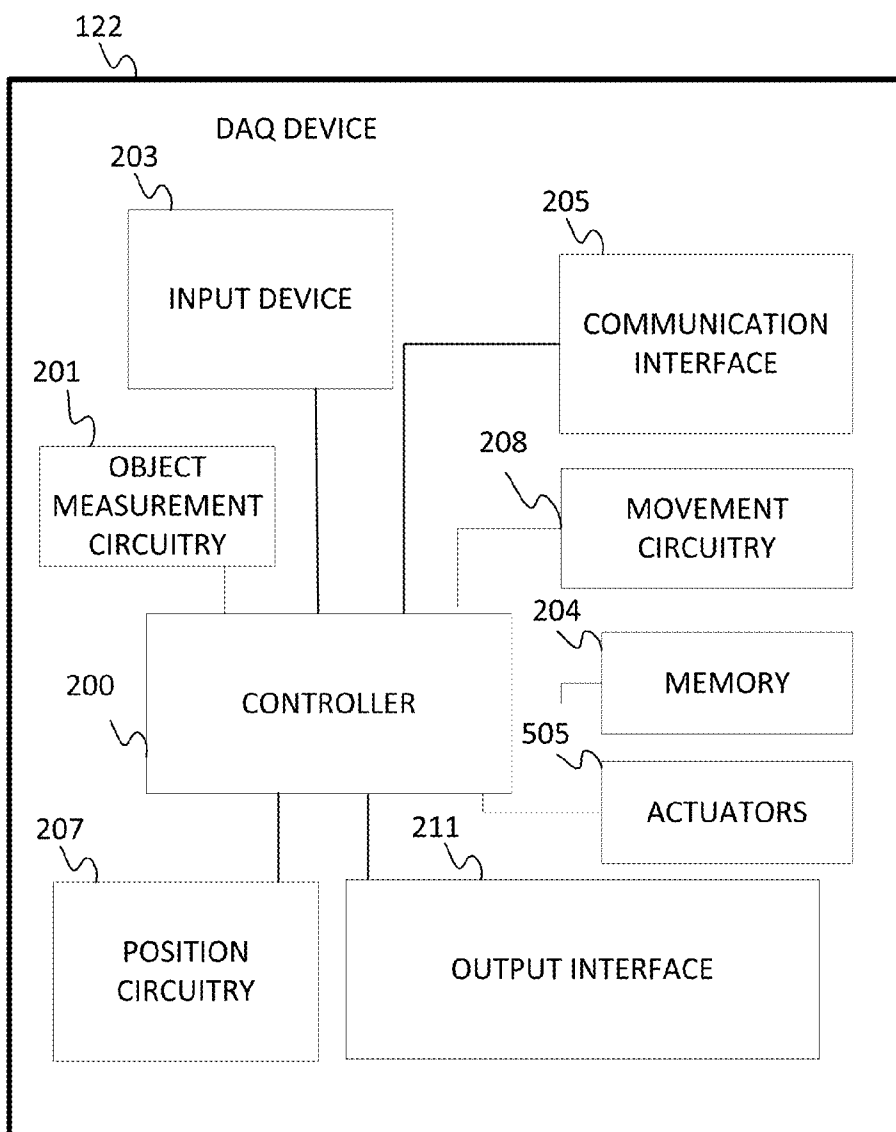 122
DAQ DEVICE
203
INPUT DEVICE
205
COMMUNICATION
INTERFACE
201
OBJECT
MEASUREMENT
CIRCUITRY
208
MOVEMENT
CIRCUITRY
200
CONTROLLER
204
MEMORY
505
ACTUATORS
207
POSITION
CIRCUITRY
211
OUTPUT INTERFACE